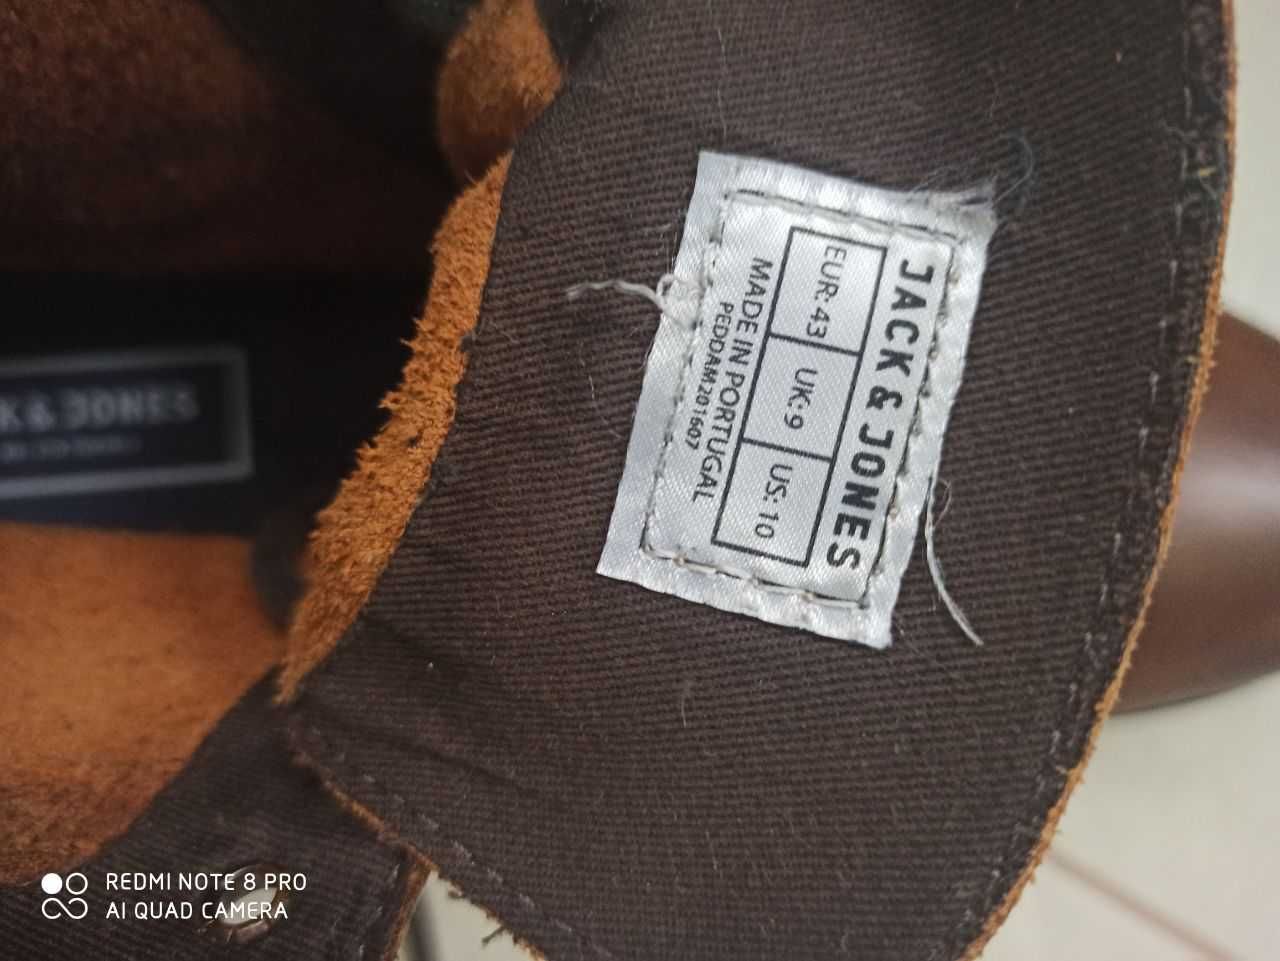 JACK & JONES
EUR: 43 UK: 9 US: 10
MADE IN PORTUGAL
PEDDAM201607
K & JONES
REDMI NOTE 8 PRO
AI QUAD CAMERA